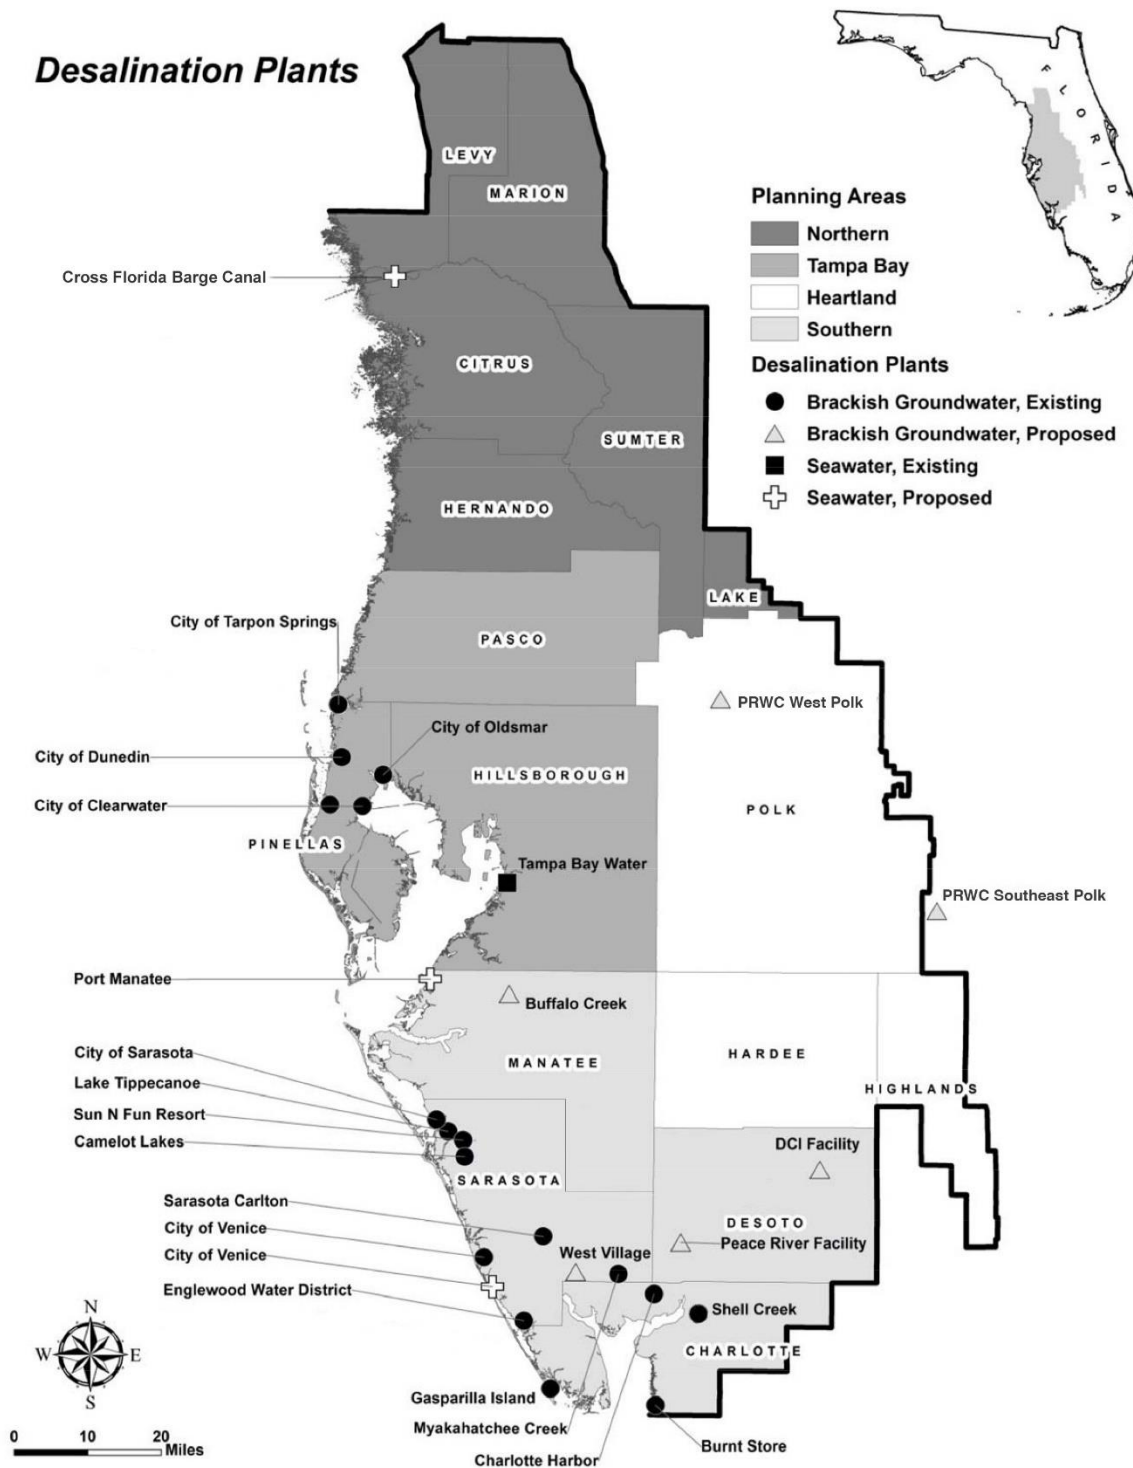 Desalination Plants
FLORIDA
LEVY
MARION
Planning Areas
Northern
Tampa Bay
Heartland
Southern
Cross Florida Barge Canal
CITRUS
Desalination Plants
Brackish Groundwater, Existing
Brackish Groundwater, Proposed
Seawater, Existing
Seawater, Proposed
SUMTER
HERNANDO
LAKE
City of Tarpon Springs
PASCO
PRWC West Polk
City of Oldsmar
City of Dunedin
HILLSBOROUGH
City of Clearwater
POLK
PINELLAS
Tampa Bay Water
PRWC Southeast Polk
Port Manatee
Buffalo Creek
City of Sarasota
MANATEE
HARDEE
Lake Tippecanoe
HIGHLANDS
Sun N Fun Resort
Camelot Lakes
DCI Facility
SARASOTA
Sarasota Carlton
City of Venice
DESOTO
Peace River Facility
City of Venice
West Village
Englewood Water District
Shell Creek
CHARLOTTE
N
W E
S
Gasparilla Island
Myakahatchee Creek
Charlotte Harbor
Burnt Store
0 10 20
Miles